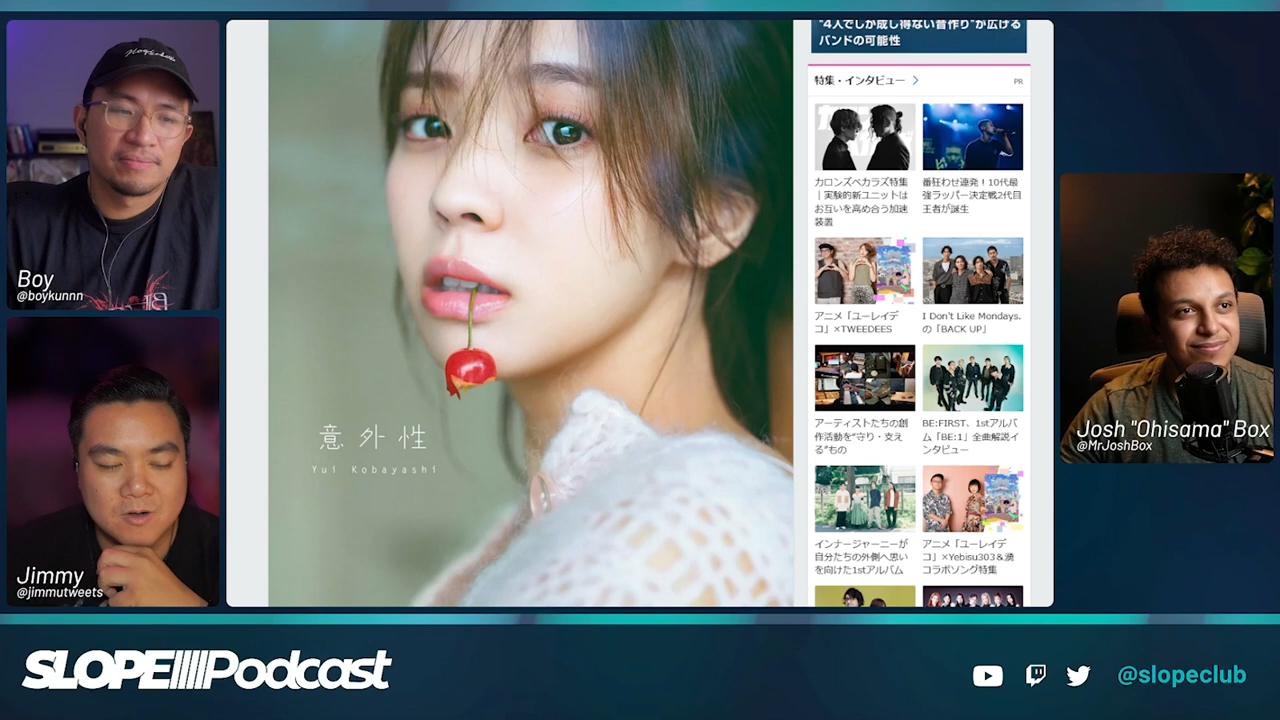 Boy
@boykunnn
Jimmy
@jimmutweets
意外性
Yui Kobayashi
"4人でしか成し得ない音作り"が広げる
バンドの可能性
特集・インタビュー
PR
カロンズベカラズ特集
｜実験的新ユニットは
お互いを高め合う加速
装置
番狂わせ連発！10代最
強ラッパー決定戦2代目
王者が誕生
アニメ「ユーレイデ
コ」×TWEEDEES
I Don't Like Mondays.
の「BACK UP」
アーティストたちの創
作活動を"守り・支え
る"もの
BE:FIRST、1stアルバ
ム「BE:1」全曲解説イ
ンタビュー
インナージャーニーが
自分たちの外側へ思い
を向けた1stアルバム
アニメ「ユーレイデ
コ」×Yebisu303＆湧
コラボソング特集
Josh "Ohisama" Box
@MrJoshBox
SLOPE Podcast
@slopeclub